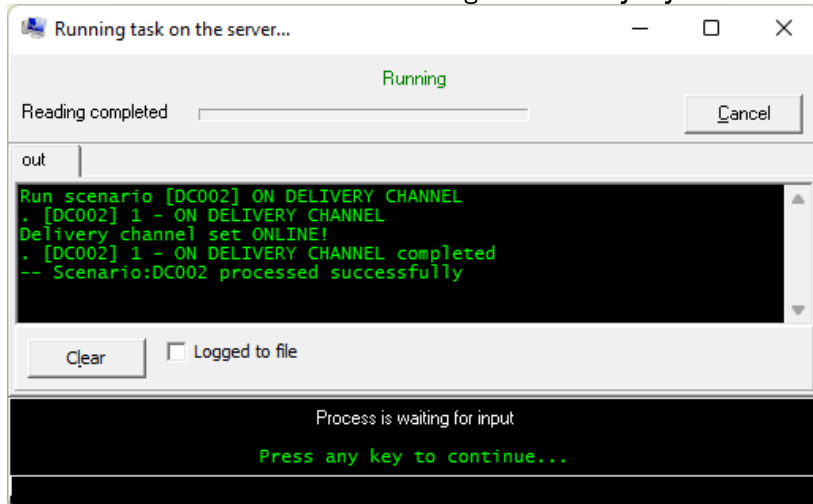 Running task on the server...
Running
Reading completed
Cancel
out
Run scenario [DC002] ON DELIVERY CHANNEL
. [DC002] 1 - ON DELIVERY CHANNEL
Delivery channel set ONLINE!
. [DC002] 1 - ON DELIVERY CHANNEL completed
-- Scenario:DC002 processed successfully
Clear
Logged to file
Process is waiting for input
Press any key to continue...